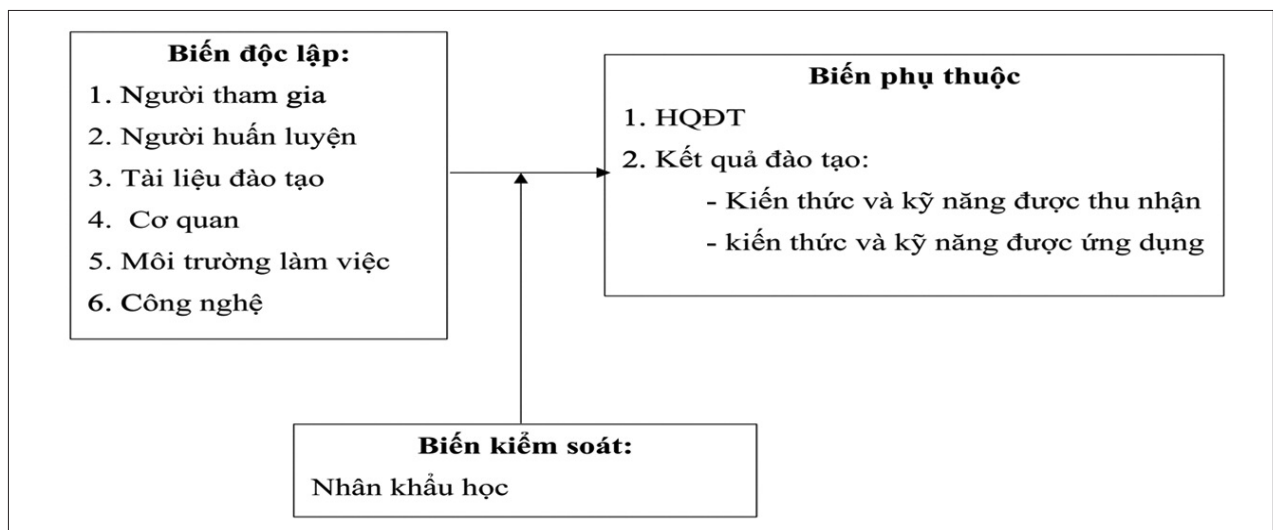 Biến độc lập:
1. Người tham gia
2. Người huấn luyện
3. Tài liệu đào tạo
4. Cơ quan
5. Môi trường làm việc
6. Công nghệ
Biến phụ thuộc
1. HQĐT
2. Kết quả đào tạo:
- Kiến thức và kỹ năng được thu nhận
- kiến thức và kỹ năng được ứng dụng
Biến kiểm soát:
Nhân khẩu học